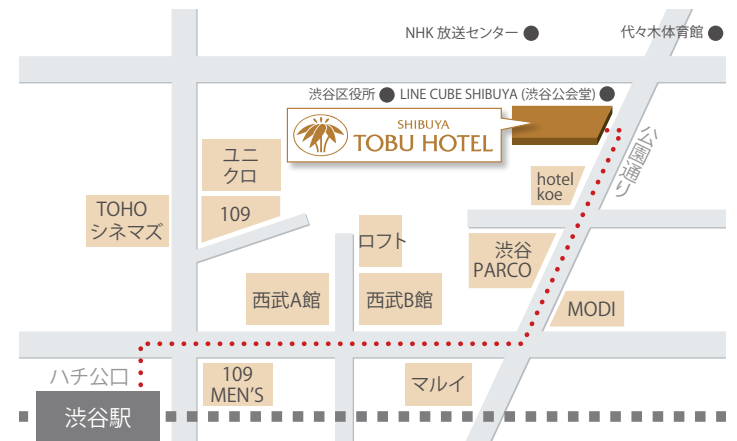 NHK 放送センター
代々木体育館
渋谷区役所
LINE CUBE SHIBUYA (渋谷公会堂)
SHIBUYA
TOBU HOTEL
公園通り
ユニ
クロ
hotel
koe
TOHO
シネマズ
109
ロフト
渋谷
PARCO
西武A館
西武B館
MODI
ハチ公口
109
MEN'S
マルイ
渋谷駅